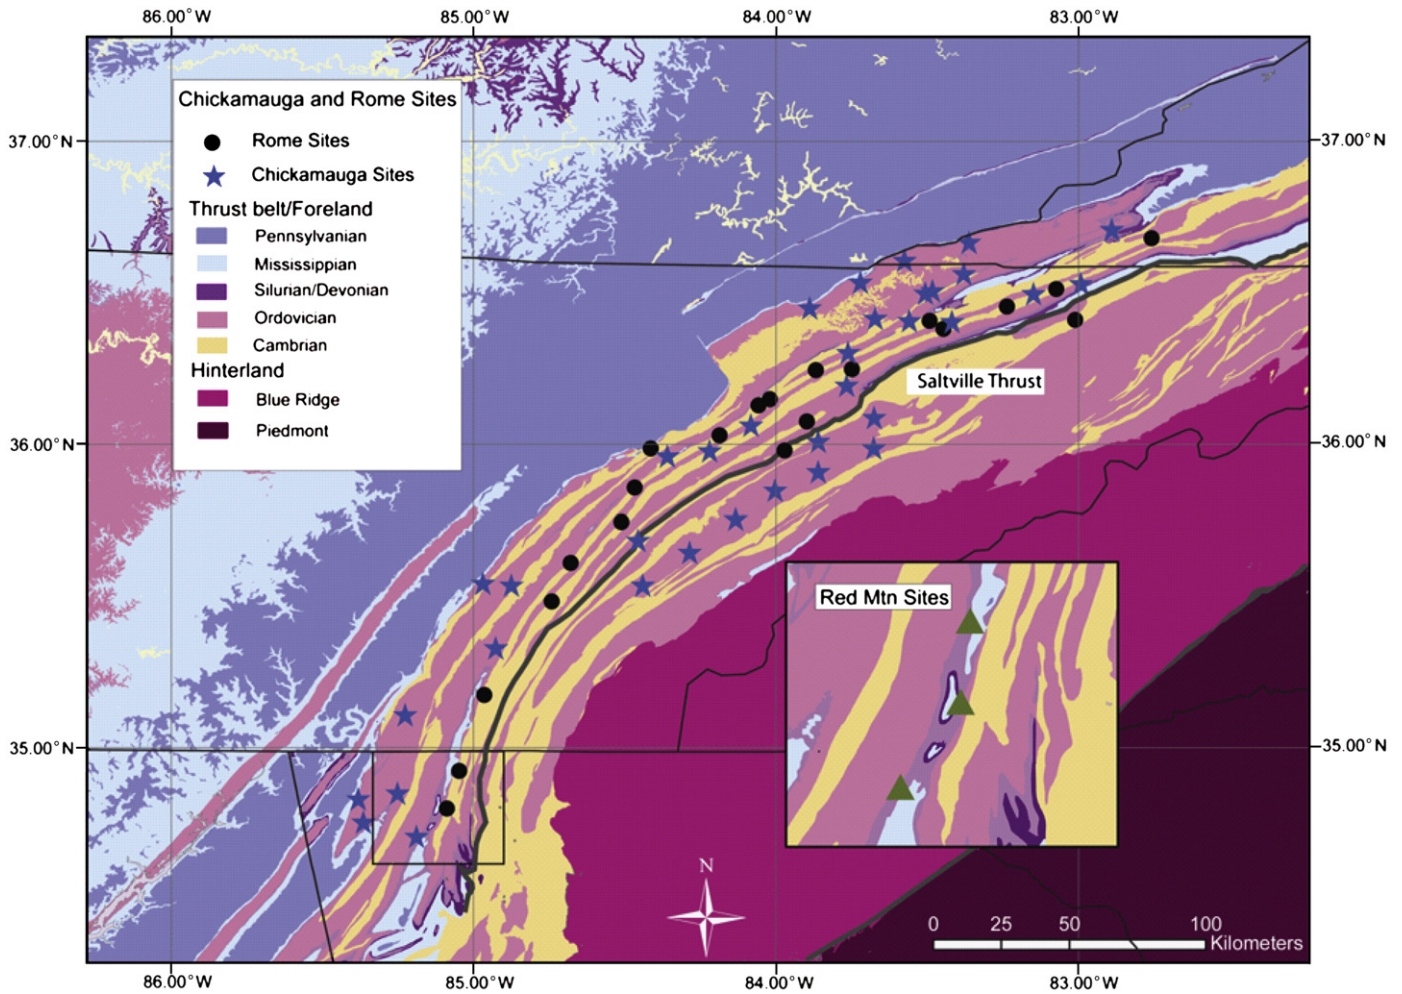 86.00°W 85.00°W 84.00°W 83.00°W
Chickamauga and Rome Sites
Rome Sites
Chickamauga Sites
Thrust belt/Foreland
Pennsylvanian
Mississippian
Silurian/Devonian
Ordovician
Cambrian
Hinterland
Blue Ridge
Piedmont
37.00°N 37.00°N
Saltville Thrust
36.00°N 36.00°N
Red Mtn Sites
35.00°N 35.00°N
N
0 25 50 100
Kilometers
86.00°W 85.00°W 84.00°W 83.00°W